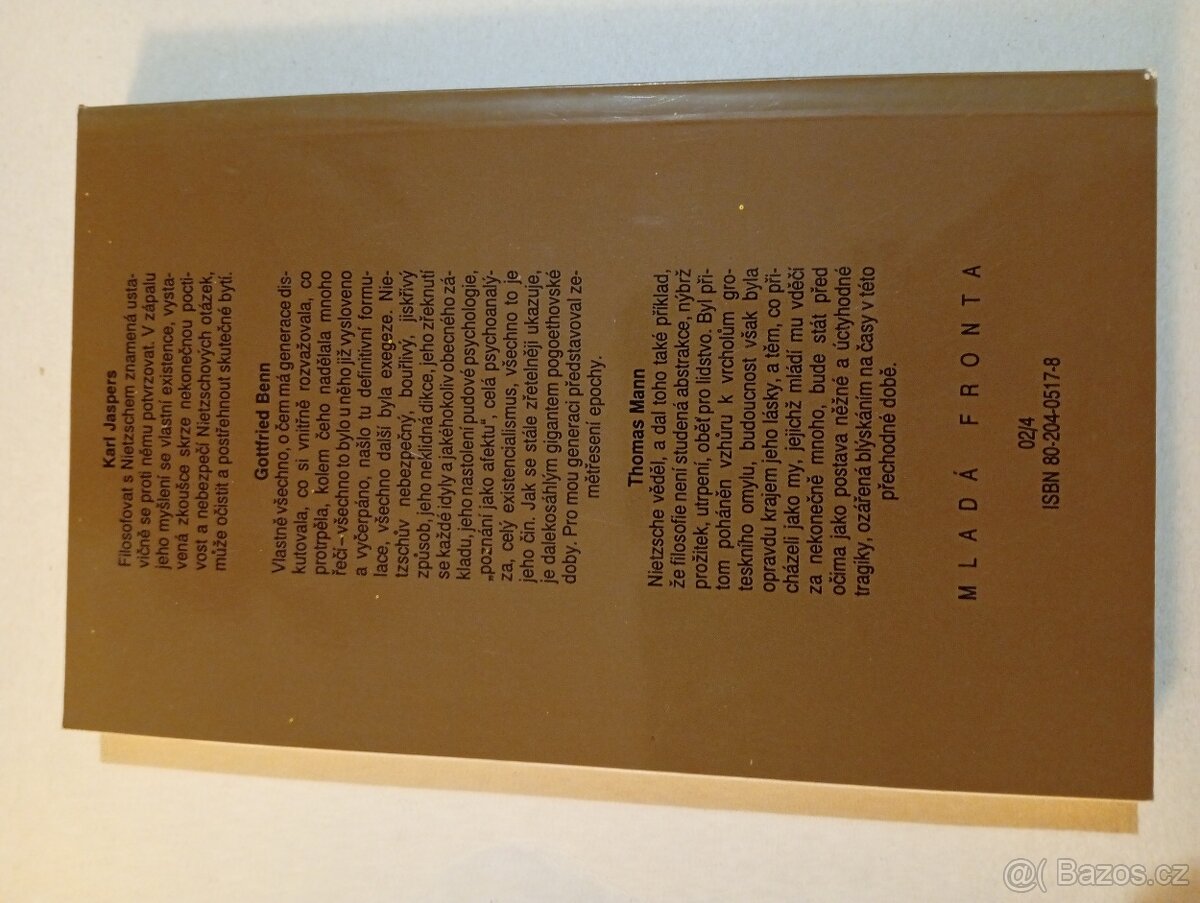 Karl Jaspers
Filosofovat s Nietzschem znamená usta-
vičně se proti němu potvrzovat. V zápalu
jeho myšlení se vlastní existence, vysta-
vená zkoušce skrze nekonečnou pocti-
vost a nebezpečí Nietzschových otázek,
může očistit a postřehnout skutečné bytí.
Gottfried Benn
Vlastně všechno, o čem má generace dis-
kutovala, co si vnitřně rozvažovala, co
protrpěla, kolem čeho nadělala mnoho
řečí – všechno to bylo u něho již vysloveno
a vyčerpáno, našlo tu definitivní formu-
lace, všechno další byla exegeze. Nie-
tzschův nebezpečný, bouřlivý, jiskřivý
způsob, jeho neklidná dikce, jeho zřeknutí
se každé idyly a jakéhokoliv obecného zá-
kladu, jeho nastolení pudové psychologie,
„poznání jako afektu“, celá psychoanalý-
za, celý existencialismus, všechno to je
jeho čin. Jak se stále zřetelněji ukazuje,
je dalekosáhlým gigantem pogoethovské
doby. Pro mou generaci představoval ze-
mětřesení epochy.
Thomas Mann
Nietzsche věděl, a dal toho také příklad,
že filosofie není studená abstrakce, nýbrž
prožitek, utrpení, oběť pro lidstvo. Byl při-
tom poháněn vzhůru k vrcholům gro-
teskního omylu, budoucnost však byla
opravdu krajem jeho lásky, a těm, co při-
cházeli jako my, jejichž mládí mu vděčí
za nekonečně mnoho, bude stát před
očima jako postava něžné a úctyhodné
tragiky, ozářená blýskáním na časy v této
přechodné době.
MLADÁ FRONTA
02/4
ISBN 80-204-0517-8
@( Bazos.cz